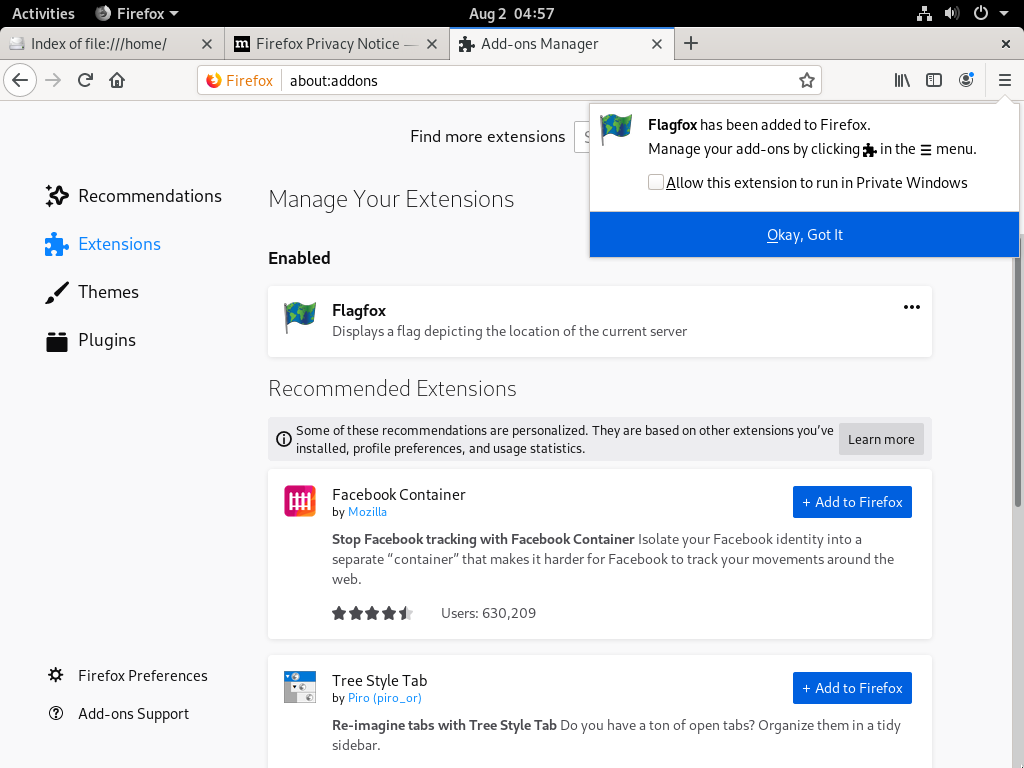 Activities
Firefox
Aug 2 04:57
Index of file:///home/
Firefox Privacy Notice —
Add-ons Manager
Firefox
about:addons
Flagfox has been added to Firefox.
Manage your add-ons by clicking in the menu.
Allow this extension to run in Private Windows
Okay, Got It
Find more extensions
Recommendations
Extensions
Themes
Plugins
Manage Your Extensions
Enabled
Flagfox
Displays a flag depicting the location of the current server
Recommended Extensions
Some of these recommendations are personalized. They are based on other extensions you’ve
installed, profile preferences, and usage statistics.
Learn more
Facebook Container
by Mozilla
+ Add to Firefox
Stop Facebook tracking with Facebook Container Isolate your Facebook identity into a
separate “container” that makes it harder for Facebook to track your movements around the
web.
Users: 630,209
Tree Style Tab
by Piro (piro_or)
+ Add to Firefox
Re-imagine tabs with Tree Style Tab Do you have a ton of open tabs? Organize them in a tidy
sidebar.
Firefox Preferences
Add-ons Support